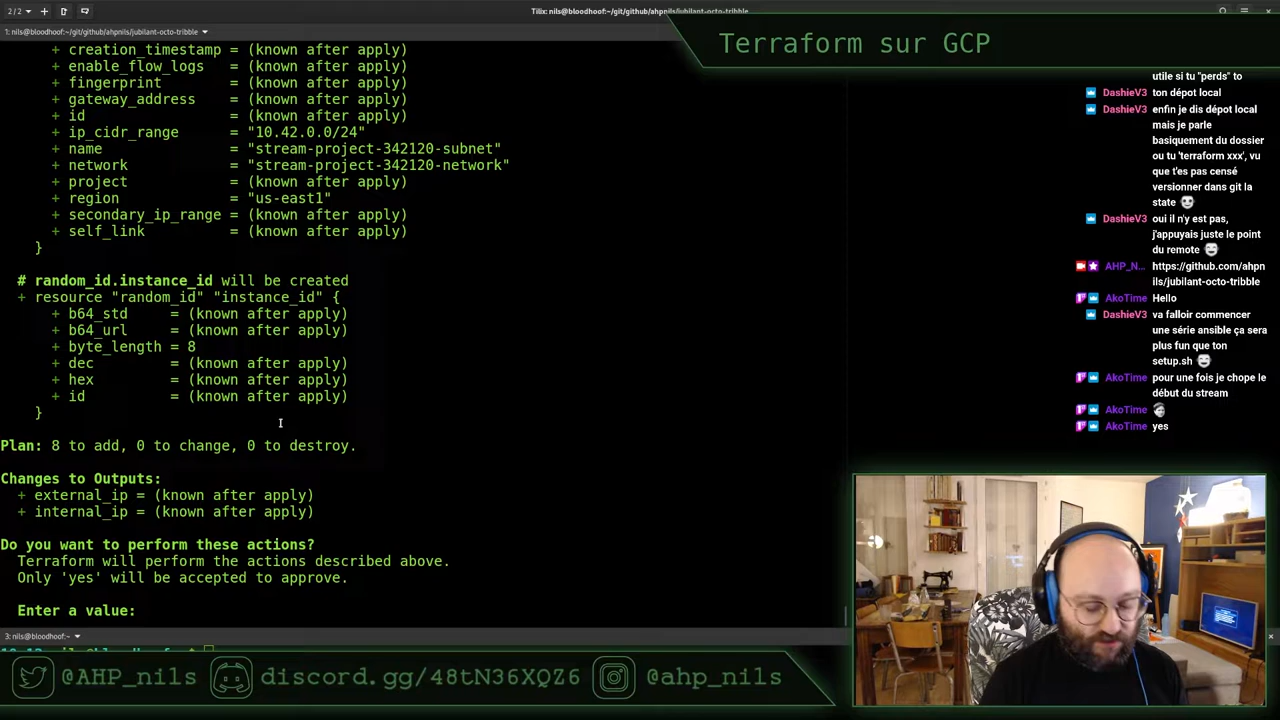 2/2
Tilix: nils@bloodhoof:~/git/github/ahpnils/jubilant-octo-tribble
1: nils@bloodhoof:~/git/github/ahpnils/jubilant-octo-tribble
Terraform sur GCP
+ creation_timestamp = (known after apply)
+ enable_flow_logs = (known after apply)
+ fingerprint = (known after apply)
+ gateway_address = (known after apply)
+ id = (known after apply)
+ ip_cidr_range = "10.42.0.0/24"
+ name = "stream-project-342120-subnet"
+ network = "stream-project-342120-network"
+ project = (known after apply)
+ region = "us-east1"
+ secondary_ip_range = (known after apply)
+ self_link = (known after apply)
}
# random_id.instance_id will be created
+ resource "random_id" "instance_id" {
+ b64_std = (known after apply)
+ b64_url = (known after apply)
+ byte_length = 8
+ dec = (known after apply)
+ hex = (known after apply)
+ id = (known after apply)
}
Plan: 8 to add, 0 to change, 0 to destroy.
Changes to Outputs:
+ external_ip = (known after apply)
+ internal_ip = (known after apply)
Do you want to perform these actions?
Terraform will perform the actions described above.
Only 'yes' will be accepted to approve.
Enter a value:
3: nils@bloodhoof:~
utile si tu "perds" to
DashieV3 ton dépot local
DashieV3 enfin je dis dépot local
mais je parle
basiquement du dossier
ou tu 'terraform xxx', vu
que t'es pas censé
versionner dans git la
state
DashieV3 oui il n'y est pas,
j'appuyais juste le point
du remote
AHP_N... https://github.com/ahpn
ils/jubilant-octo-tribble
AkoTime Hello
DashieV3 va falloir commencer
une série ansible ça sera
plus fun que ton
setup.sh
AkoTime pour une fois je chope le
début du stream
AkoTime
AkoTime yes
@AHP_nils
discord.gg/48tN36XQZ6
@ahp_nils